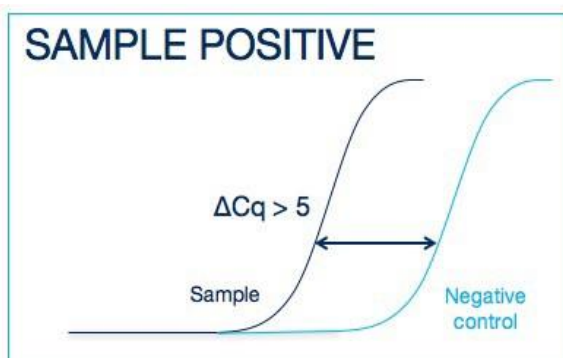 SAMPLE POSITIVE
ΔCq > 5
Sample
Negative
control